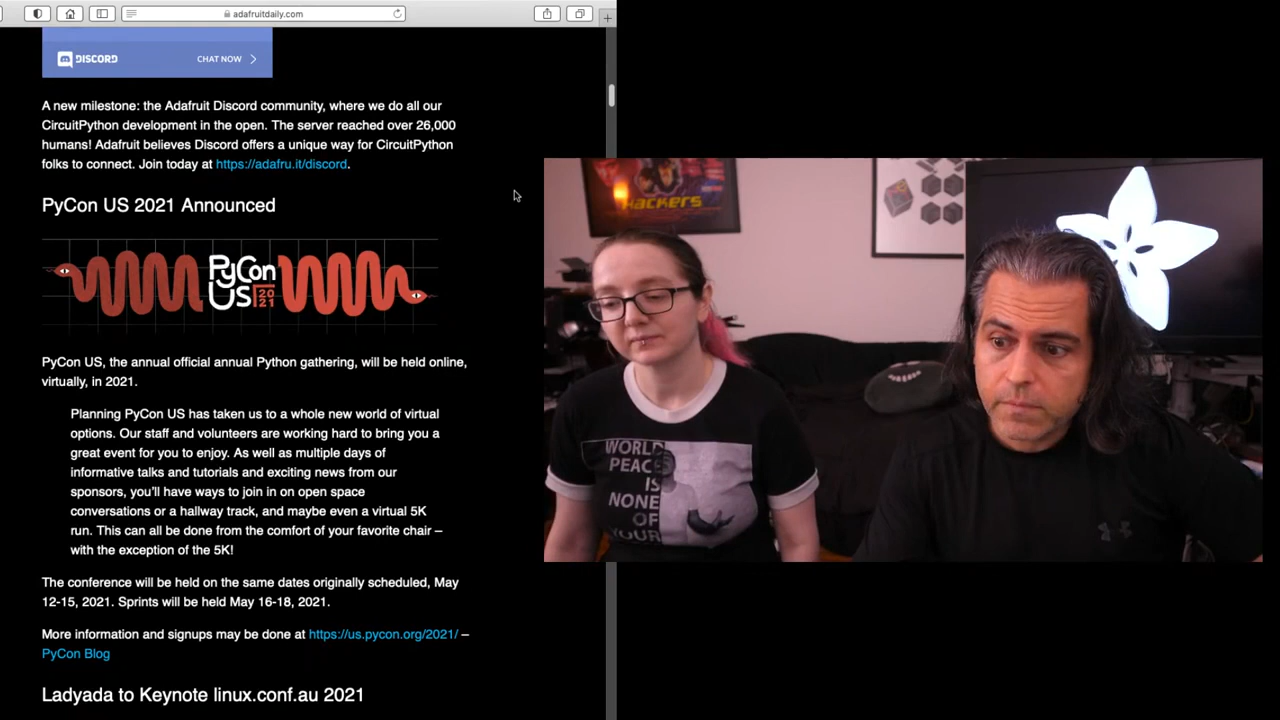 adafruitdaily.com
DISCORD
CHAT NOW
A new milestone: the Adafruit Discord community, where we do all our
CircuitPython development in the open. The server reached over 26,000
humans! Adafruit believes Discord offers a unique way for CircuitPython
folks to connect. Join today at https://adafru.it/discord.
PyCon US 2021 Announced
PyCon
US 2021
PyCon US, the annual official annual Python gathering, will be held online,
virtually, in 2021.
Planning PyCon US has taken us to a whole new world of virtual
options. Our staff and volunteers are working hard to bring you a
great event for you to enjoy. As well as multiple days of
informative talks and tutorials and exciting news from our
sponsors, you’ll have ways to join in on open space
conversations or a hallway track, and maybe even a virtual 5K
run. This can all be done from the comfort of your favorite chair –
with the exception of the 5K!
The conference will be held on the same dates originally scheduled, May
12-15, 2021. Sprints will be held May 16-18, 2021.
More information and signups may be done at https://us.pycon.org/2021/ –
PyCon Blog
Ladyada to Keynote linux.conf.au 2021
HACKERS
WORLD
PEACE
IS
NONE
OF
YOUR